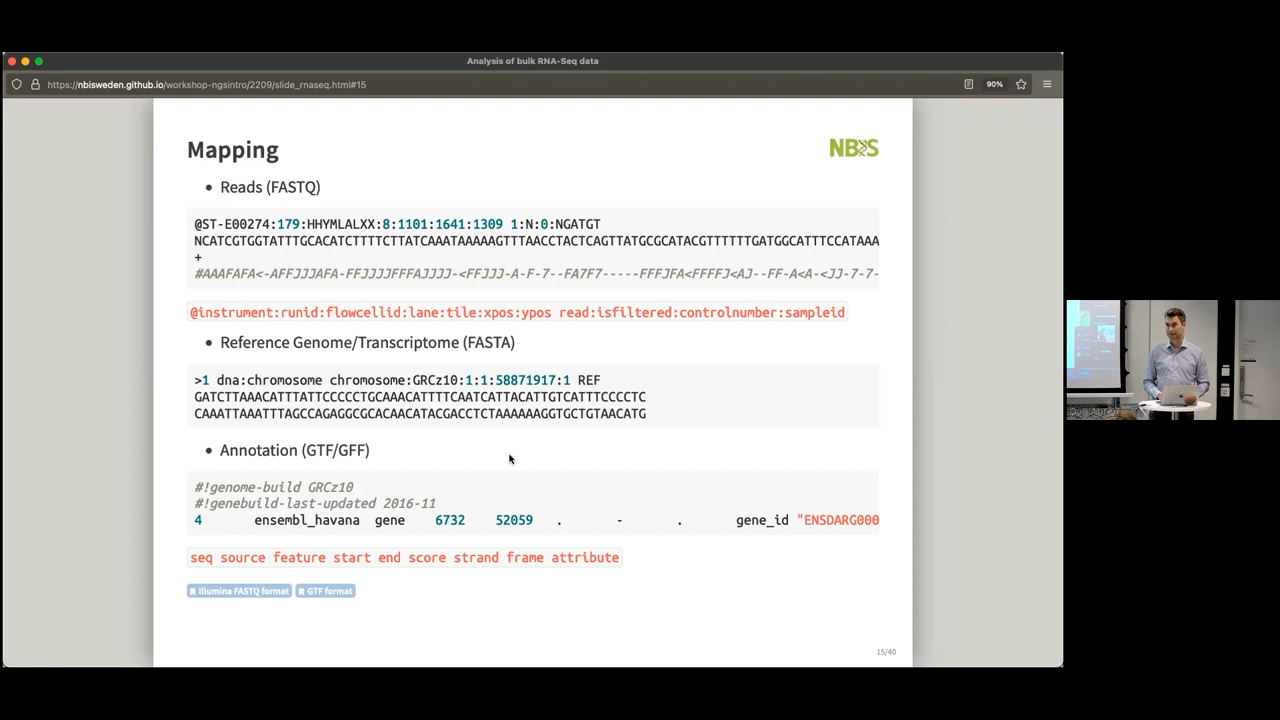 Analysis of bulk RNA-Seq data
https://nbisweden.github.io/workshop-ngsintro/2209/slide_rnaseq.html#15
90%
Mapping
NBIS
• Reads (FASTQ)
@ST-E00274:179:HHYMLALXX:8:1101:1641:1309 1:N:0:NGATGT
NCATCGTGGTATTTGCACATCTTTTCTTATCAAATAAAAAGTTTAACCTACTCAGTTATGCGCATACGTTTTTTGATGGCATTTCCATAAA
+
#AAAFAFA<-AFFJJJAFA-FFJJJJFFFAJJJJ-<FFJJJ-A-F-7--FA7F7-----FFFJFA<FFFFJ<AJ--FF-A<A-<JJ-7-7-
@instrument:runid:flowcellid:lane:tile:xpos:ypos read:isfiltered:controlnumber:sampleid
• Reference Genome/Transcriptome (FASTA)
>1 dna:chromosome chromosome:GRCz10:1:1:58871917:1 REF
GATCTTAAACATTTATTCCCCCTGCAAACATTTTCAATCATTACATTGTCATTTCCCCTC
CAAATTAAATTTAGCCAGAGGCGCACAACATACGACCTCTAAAAAAGGTGCTGTAACATG
• Annotation (GTF/GFF)
#!genome-build GRCz10
#!genebuild-last-updated 2016-11
4 ensembl_havana gene 6732 52059 . - . gene_id "ENSDARG000
seq source feature start end score strand frame attribute
Illumina FASTQ format GTF format
15/40